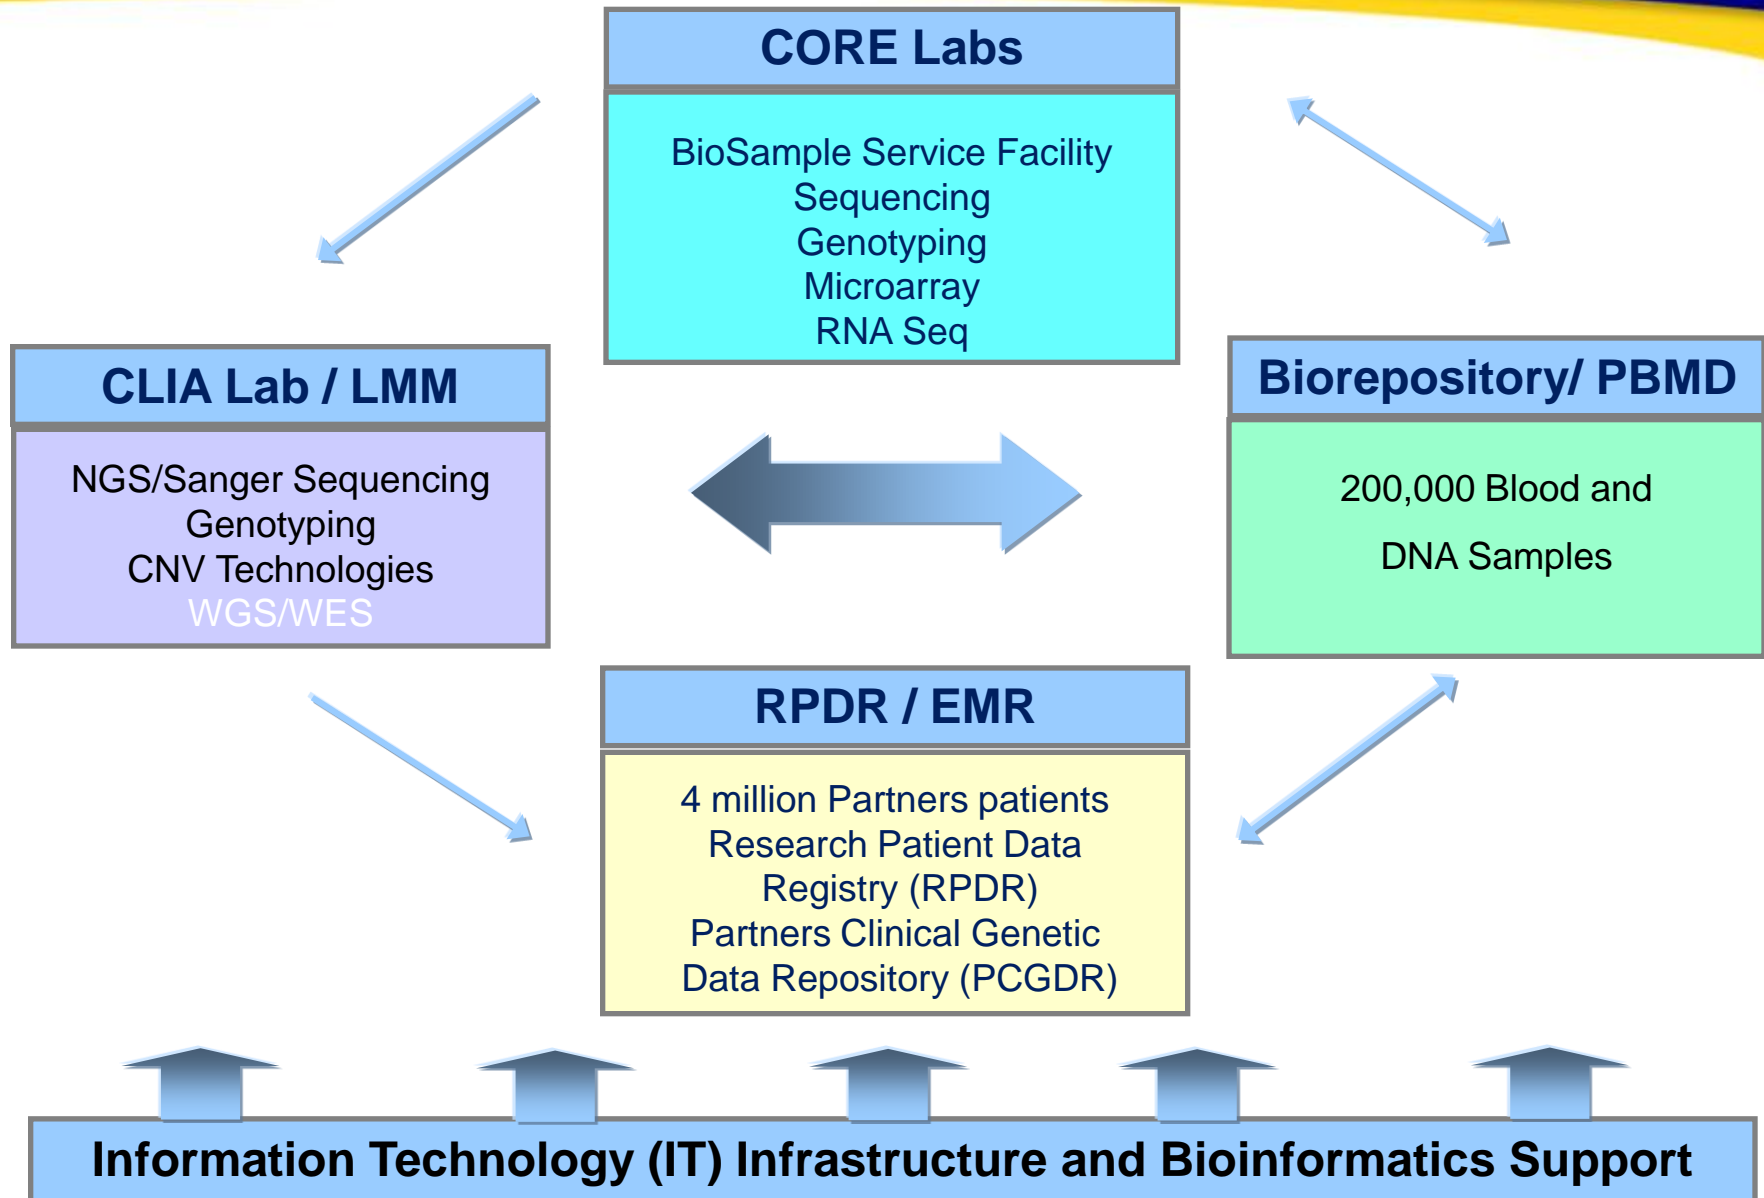 CORE Labs
BioSample Service Facility
Sequencing
Genotyping
Microarray
RNA Seq
CLIA Lab / LMM
NGS/Sanger Sequencing
Genotyping
CNV Technologies
WGS/WES
Biorepository/ PBMD
200,000 Blood and
DNA Samples
RPDR / EMR
4 million Partners patients
Research Patient Data
Registry (RPDR)
Partners Clinical Genetic
Data Repository (PCGDR)
Information Technology (IT) Infrastructure and Bioinformatics Support